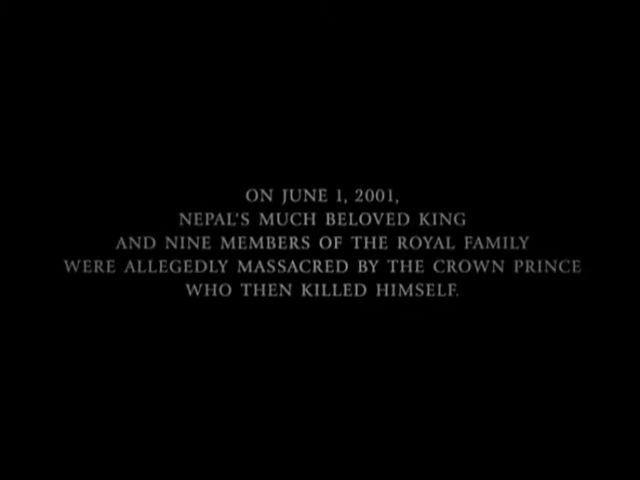 ON JUNE 1, 2001,
NEPAL'S MUCH BELOVED KING
AND NINE MEMBERS OF THE ROYAL FAMILY
WERE ALLEGEDLY MASSACRED BY THE CROWN PRINCE
WHO THEN KILLED HIMSELF.